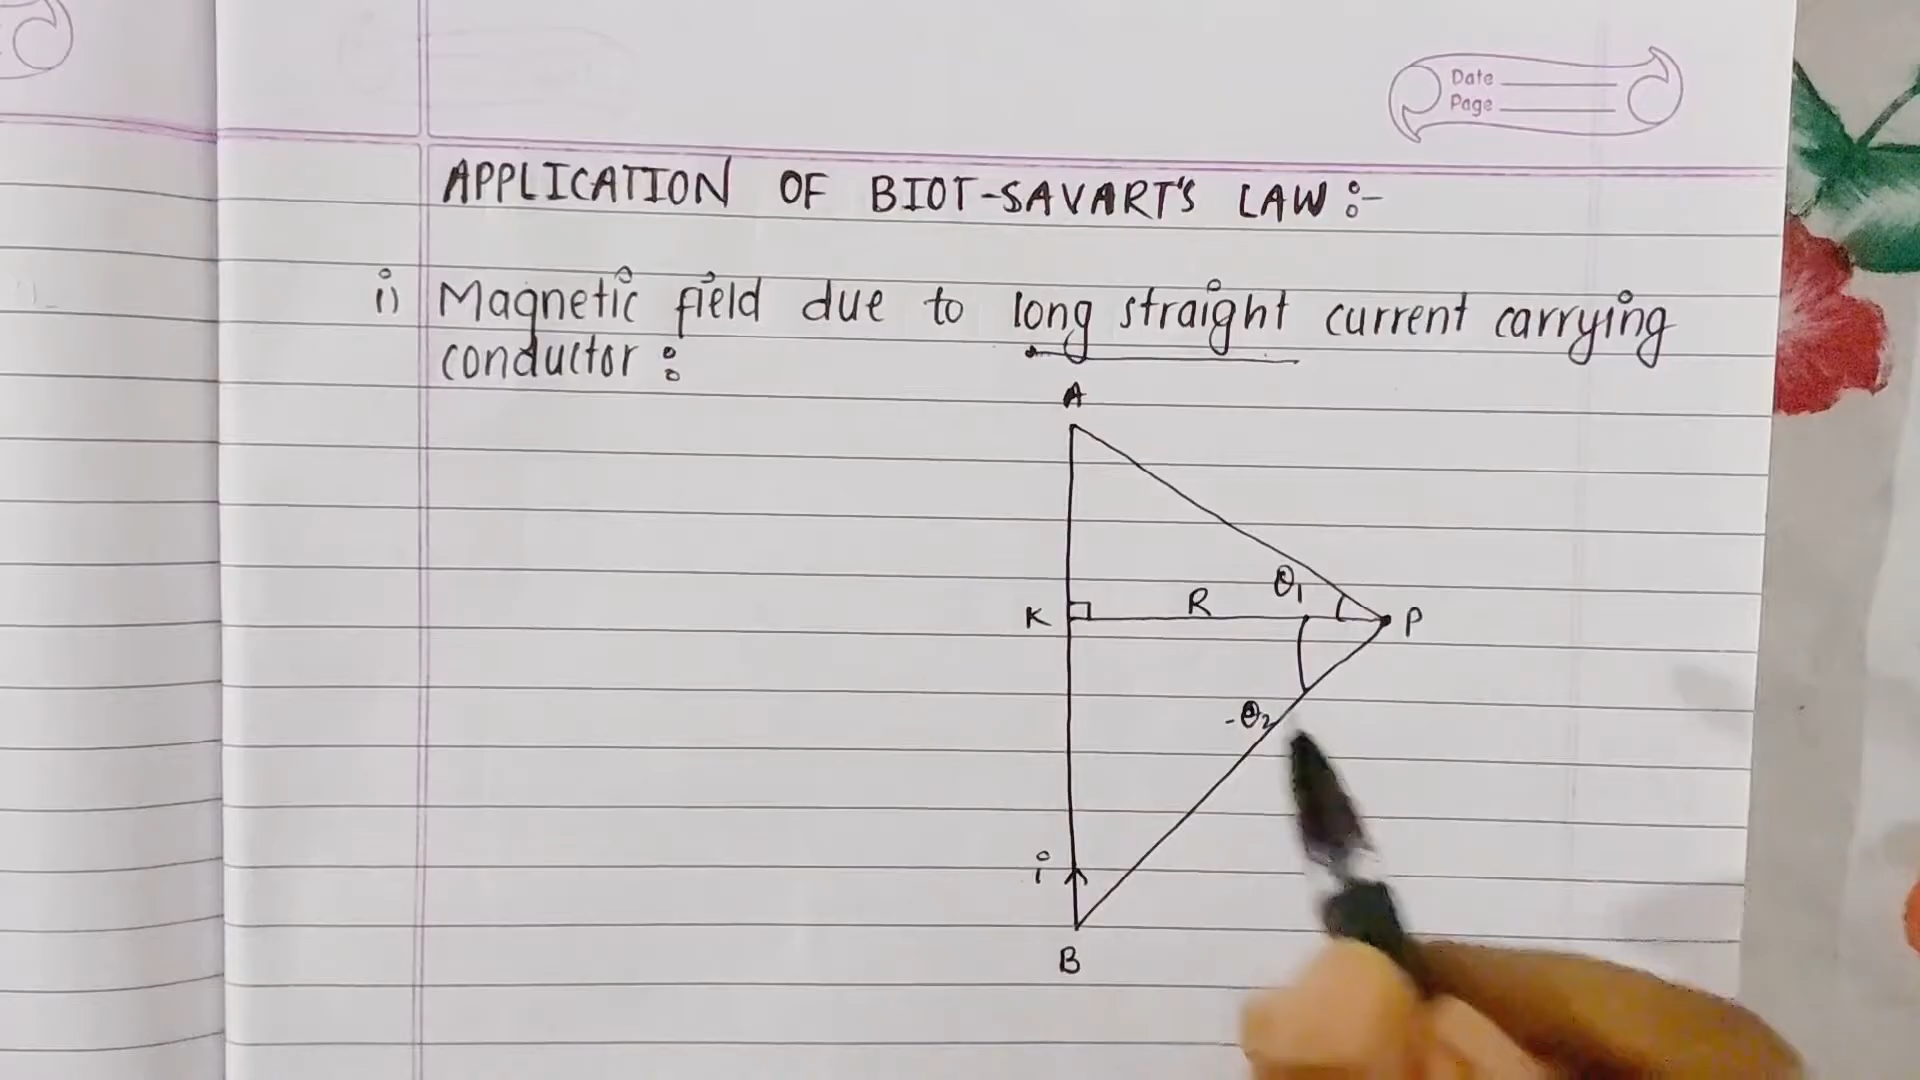 Date
Page
APPLICATION OF BIOT-SAVART'S LAW :-
i) Magnetic field due to long straight current carrying
conductor :
A
θ1
K R P
-θ2
i
B